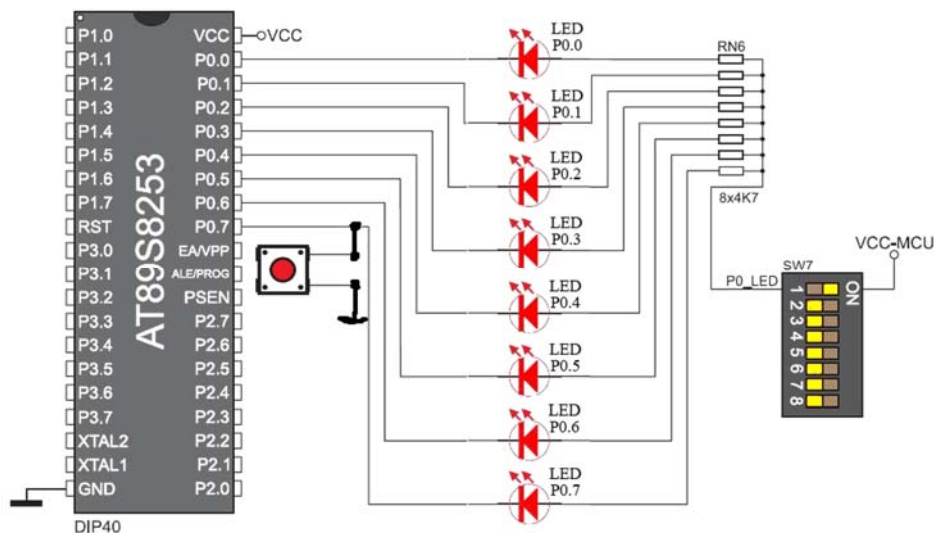 P1.0
P1.1
P1.2
P1.3
P1.4
P1.5
P1.6
P1.7
RST
P3.0
P3.1
P3.2
P3.3
P3.4
P3.5
P3.6
P3.7
XTAL2
XTAL1
GND
AT89S8253
VCC
P0.0
P0.1
P0.2
P0.3
P0.4
P0.5
P0.6
P0.7
EA/VPP
ALE/PROG
PSEN
P2.7
P2.6
P2.5
P2.4
P2.3
P2.2
P2.1
P2.0
DIP40
VCC
LED
P0.0
LED
P0.1
LED
P0.2
LED
P0.3
LED
P0.4
LED
P0.5
LED
P0.6
LED
P0.7
RN6
8x4K7
VCC-MCU
SW7
P0_LED
ON
1
2
3
4
5
6
7
8